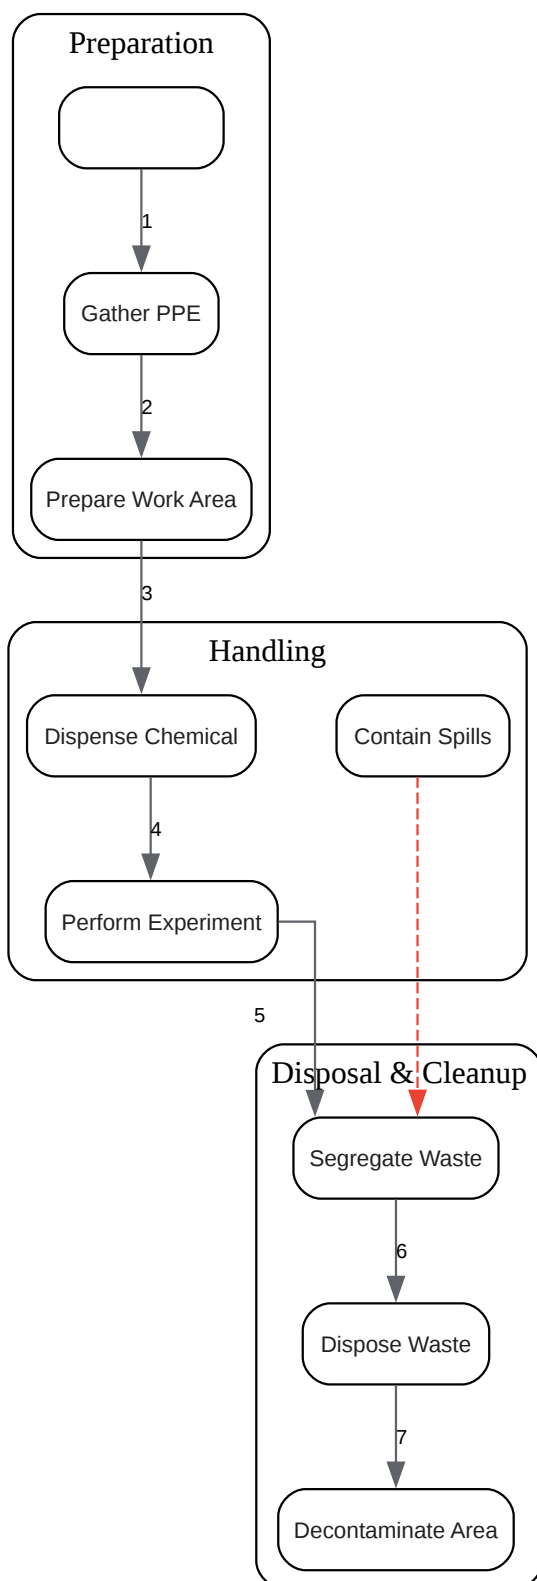 Preparation
1
Gather PPE
2
Prepare Work Area
3
Handling
Dispense Chemical
Contain Spills
4
Perform Experiment
5
Disposal & Cleanup
Segregate Waste
6
Dispose Waste
7
Decontaminate Area